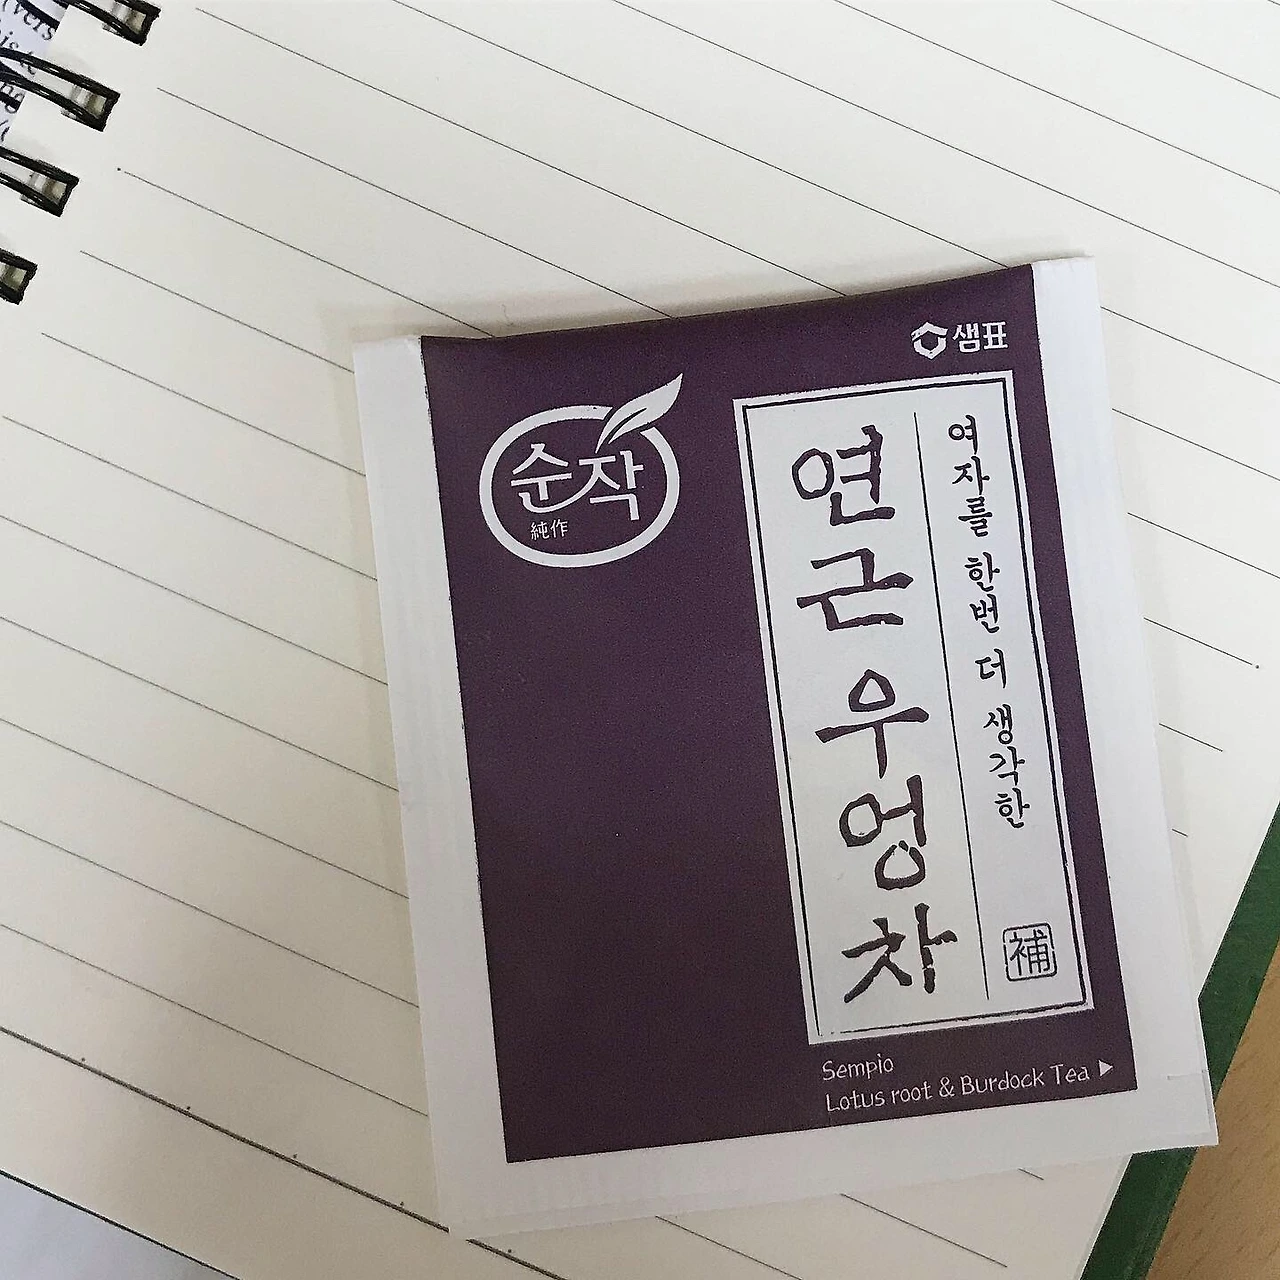 샘표
순작
純作
여자를 한번 더 생각한
연근우엉차
補
Sempio
Lotus root & Burdock Tea